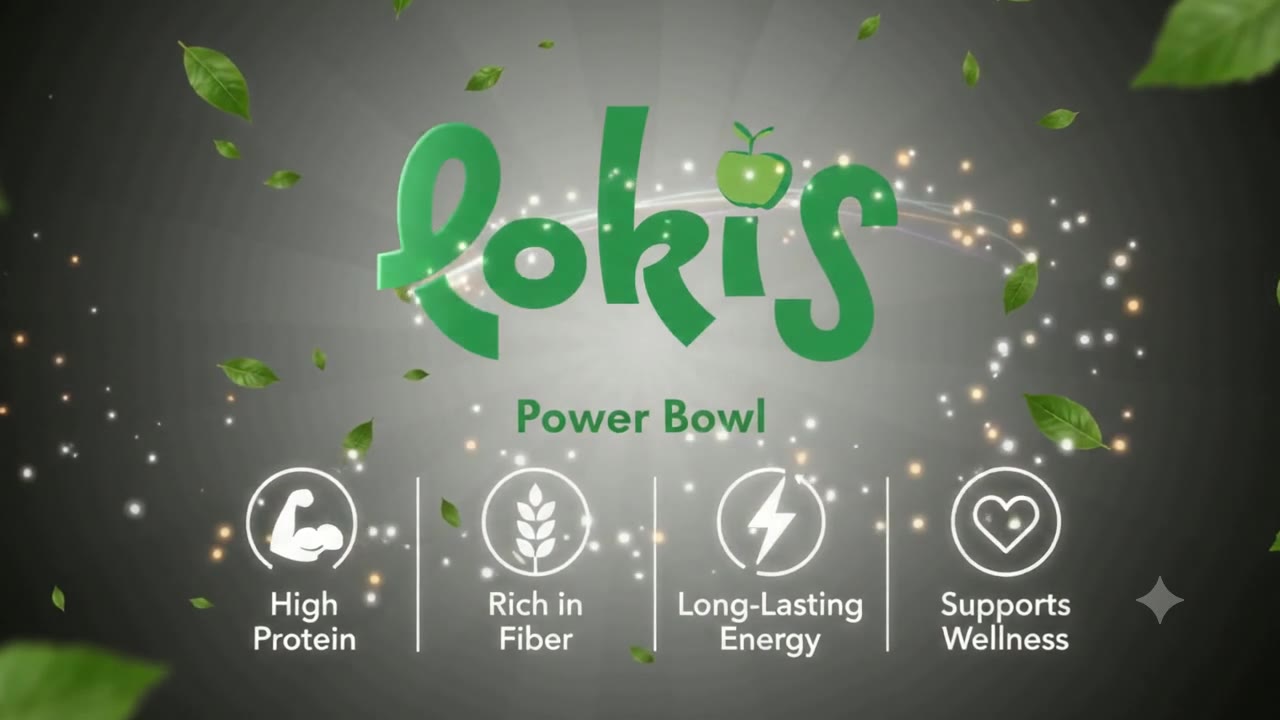 lokis
Power Bowl
High
Protein
Rich in
Fiber
Long-Lasting
Energy
Supports
Wellness